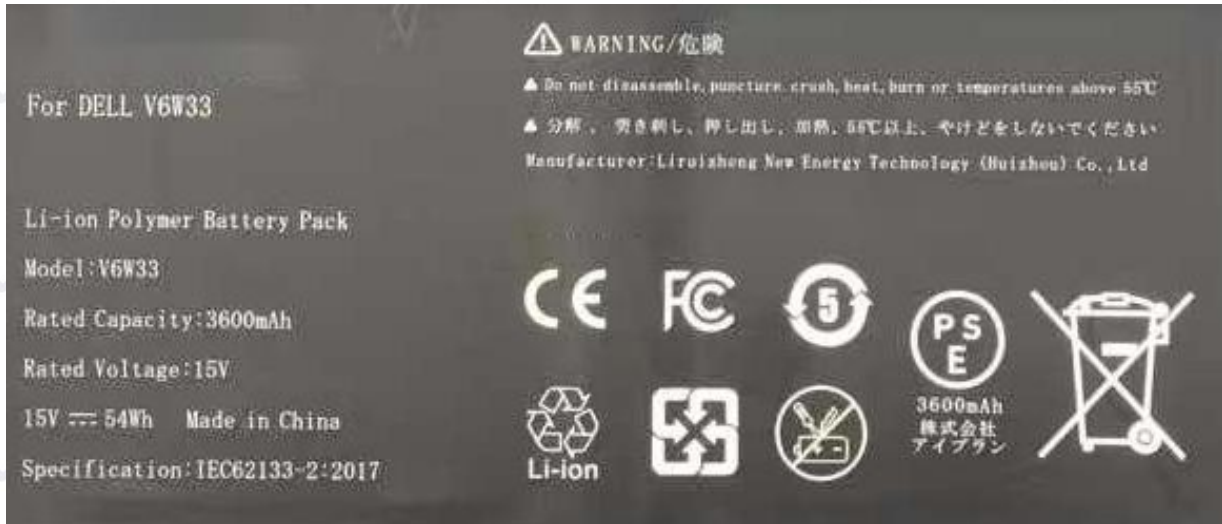 For DELL V6W33
Li-ion Polymer Battery Pack
Model:V6W33
Rated Capacity:3600mAh
Rated Voltage:15V
15V ⎓ 54Wh Made in China
Specification:IEC62133-2:2017
WARNING/危険
▲ Do not disassemble,puncture.crush,heat,burn or temperatures above 55℃
▲ 分解、突き刺し、押し出し、加熱、55℃以上、やけどをしないでください
Manufacturer:Liruisheng New Energy Technology (Huizhou) Co.,Ltd
CE FC 5
PS
E
3600mAh
株式会社
アイプラン
Li-ion